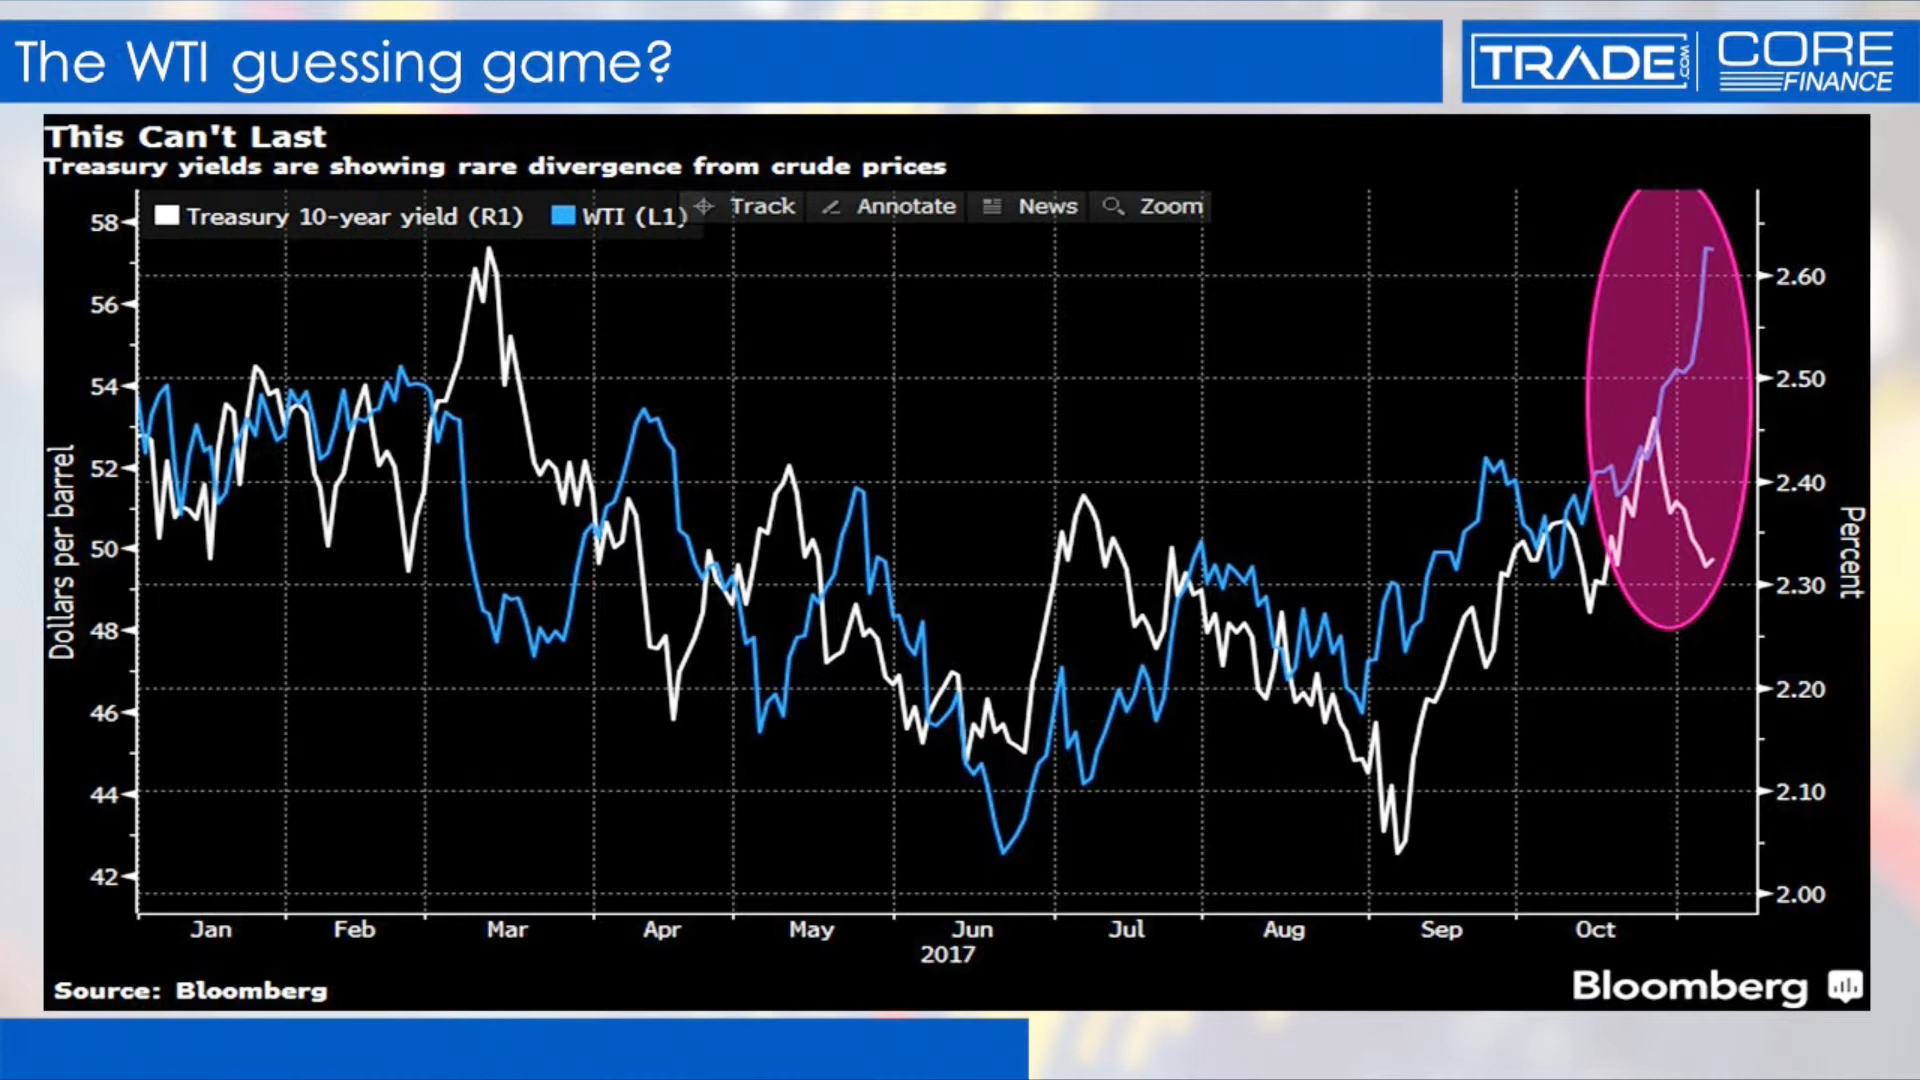 The WTI guessing game?
TRADE.COM
CORE
FINANCE
This Can't Last
Treasury yields are showing rare divergence from crude prices
Treasury 10-year yield (R1)
WTI (L1)
Track
Annotate
News
Zoom
58
56
54
52
50
48
46
44
42
Dollars per barrel
2.60
2.50
2.40
2.30
2.20
2.10
2.00
Percent
Jan
Feb
Mar
Apr
May
Jun
Jul
Aug
Sep
Oct
2017
Source: Bloomberg
Bloomberg